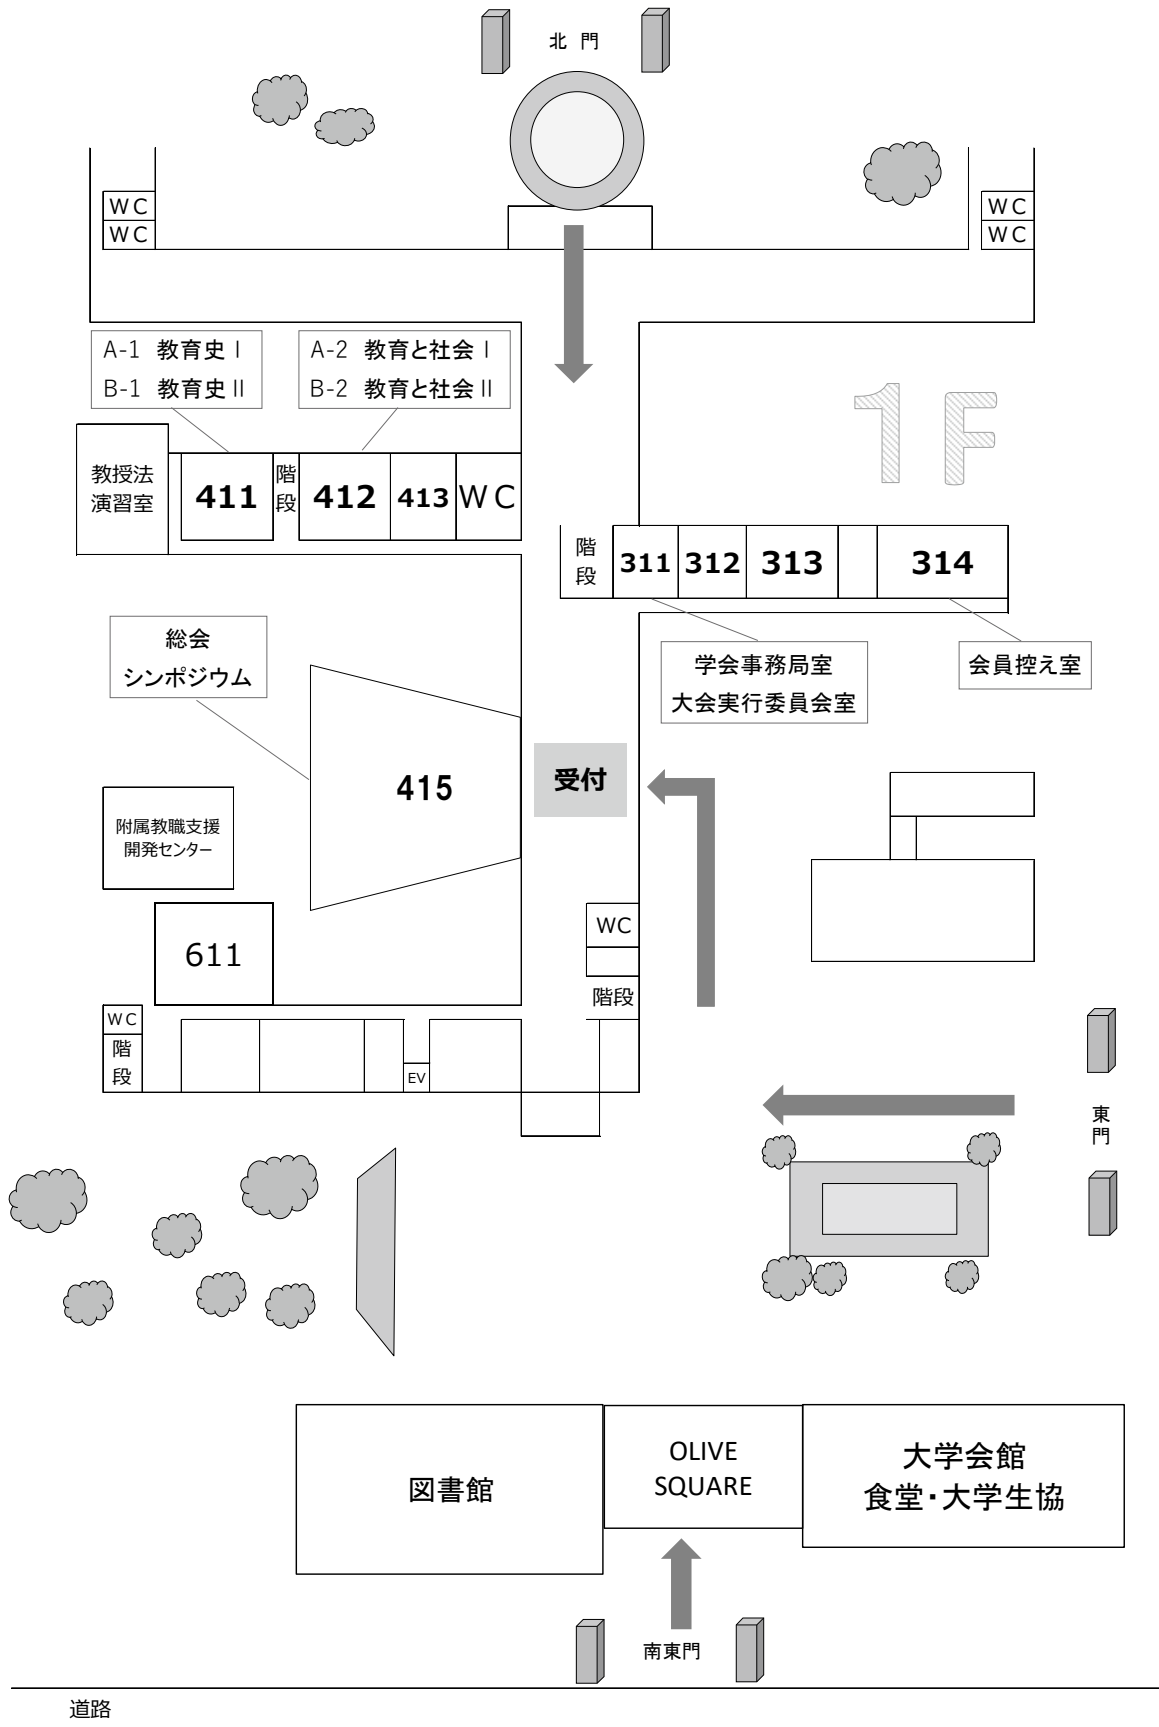 北 門
WC
WC
WC
WC
A-1 教育史Ⅰ
B-1 教育史Ⅱ
A-2 教育と社会Ⅰ
B-2 教育と社会Ⅱ
1F
教授法
演習室
411
階
段
412
413
WC
階
段
311
312
313
314
総会
シンポジウム
学会事務局室
大会実行委員会室
会員控え室
415
受付
附属教職支援
開発センター
611
WC
階段
WC
階
段
EV
東
門
図書館
OLIVE
SQUARE
大学会館
食堂・大学生協
南東門
道路